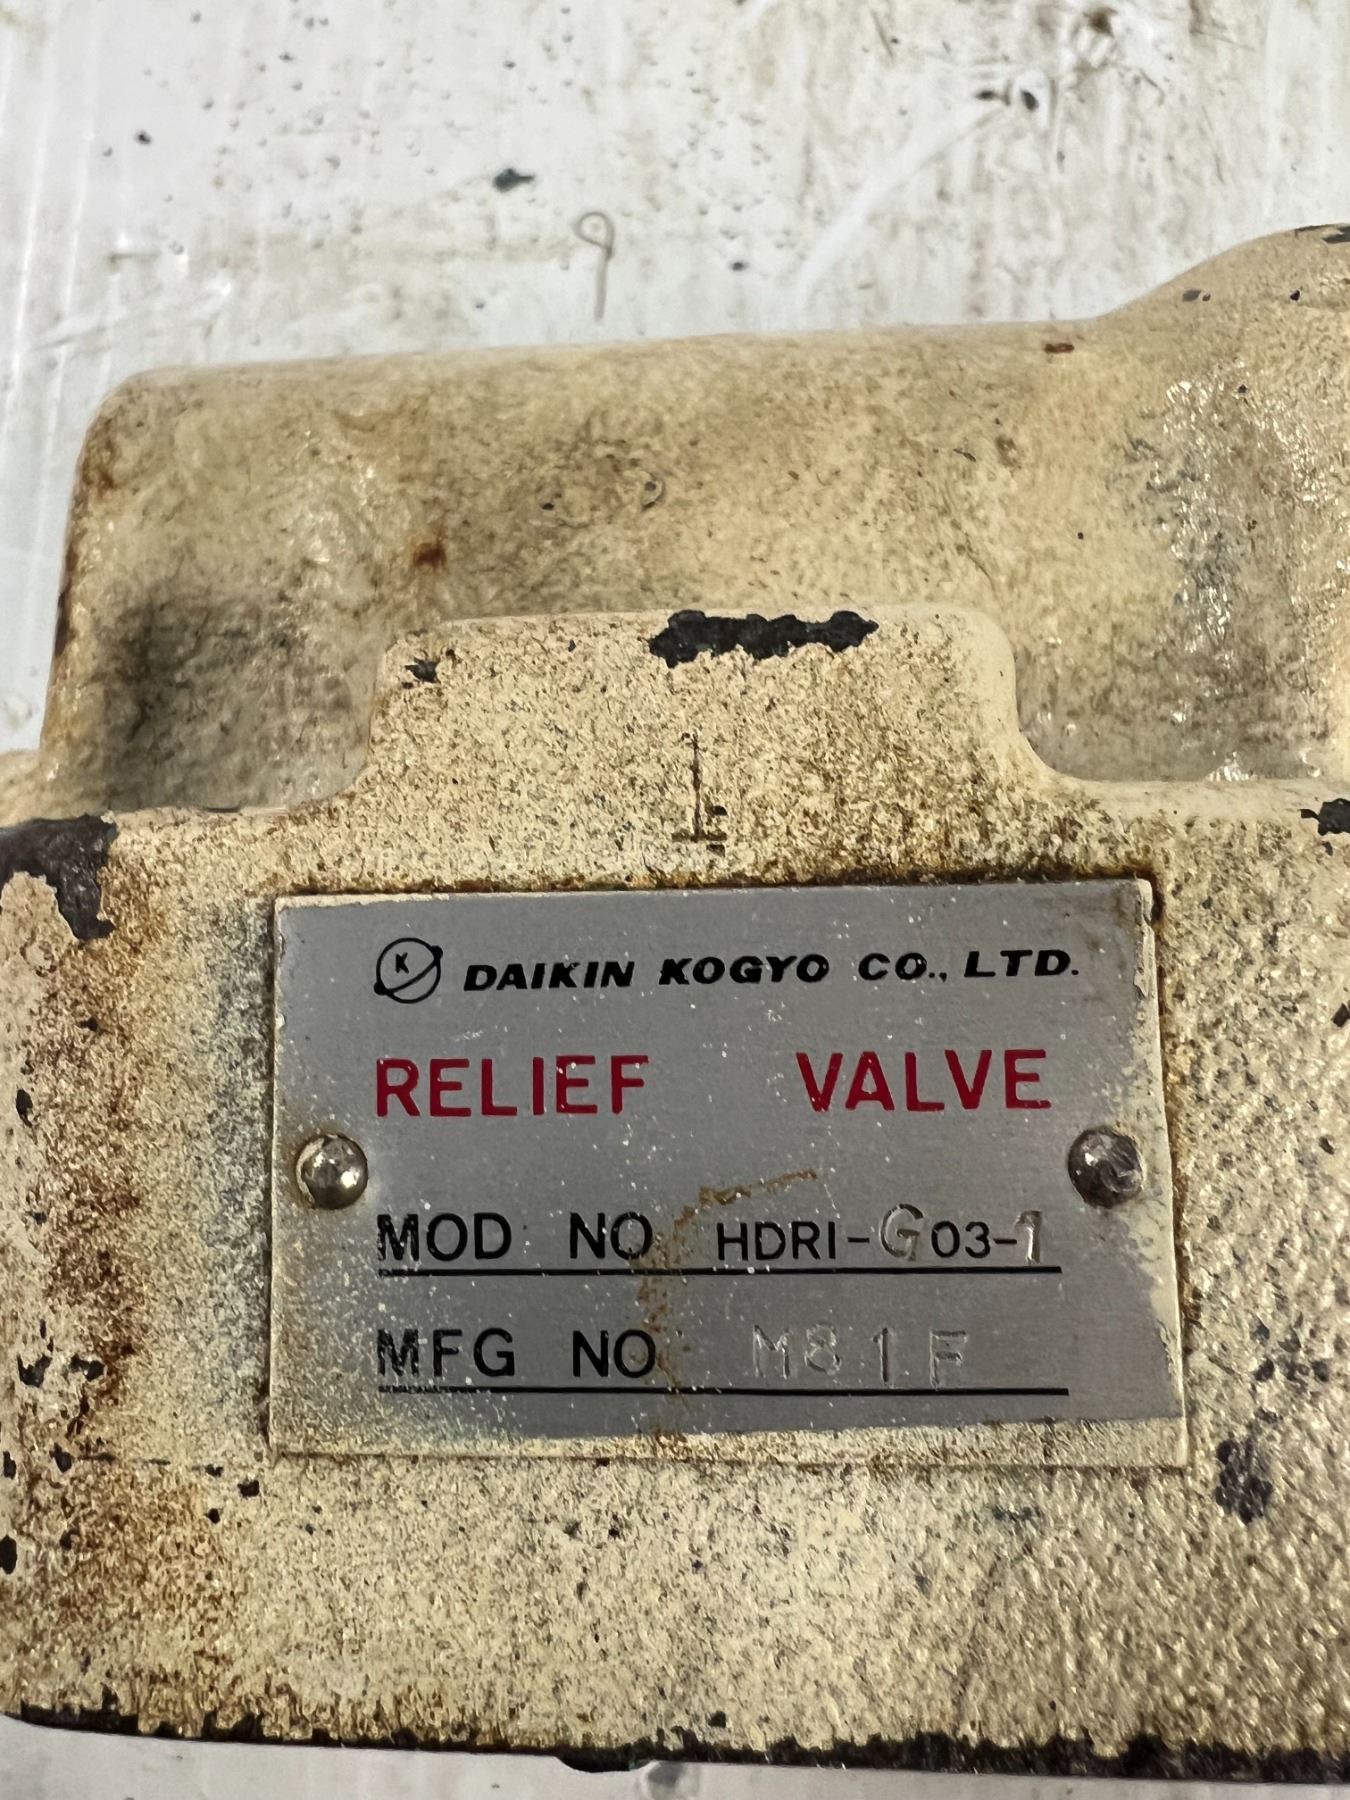 K DAIKIN KOGYO CO., LTD.
RELIEF VALVE
MOD NO HDRI-G03-1
MFG NO M81F